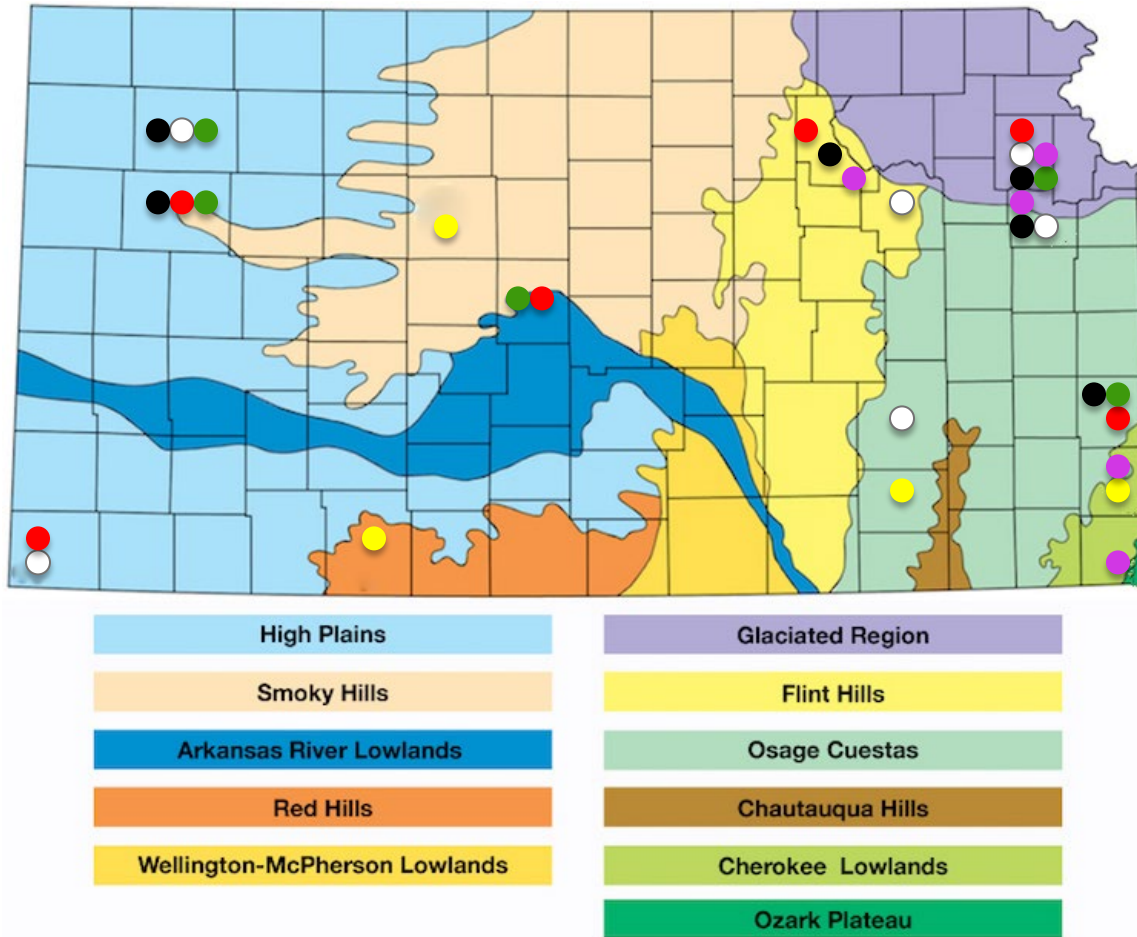 High Plains
Glaciated Region
Smoky Hills
Flint Hills
Arkansas River Lowlands
Osage Cuestas
Red Hills
Chautauqua Hills
Wellington-McPherson Lowlands
Cherokee Lowlands
Ozark Plateau